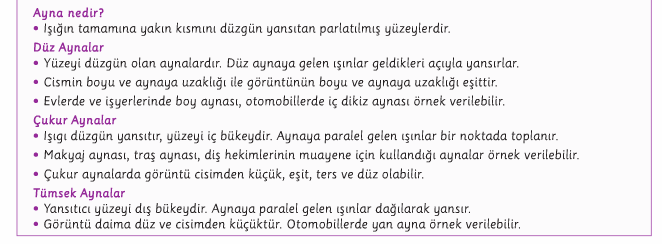 Ayna nedir?
• Işığın tamamına yakın kısmını düzgün yansıtan parlatılmış yüzeylerdir.
Düz Aynalar
• Yüzeyi düzgün olan aynalardır. Düz aynaya gelen ışınlar geldikleri açıyla yansırlar.
• Cismin boyu ve aynaya uzaklığı ile görüntünün boyu ve aynaya uzaklığı eşittir.
• Evlerde ve işyerlerinde boy aynası, otomobillerde iç dikiz aynası örnek verilebilir.
Çukur Aynalar
• Işıgı düzgün yansıtır, yüzeyi iç bükeydir. Aynaya paralel gelen ışınlar bir noktada toplanır.
• Makyaj aynası, traş aynası, diş hekimlerinin muayene için kullandığı aynalar örnek verilebilir.
• Çukur aynalarda görüntü cisimden küçük, eşit, ters ve düz olabilir.
Tümsek Aynalar
• Yansıtıcı yüzeyi dış bükeydir. Aynaya paralel gelen ışınlar dağılarak yansır.
• Görüntü daima düz ve cisimden küçüktür. Otomobillerde yan ayna örnek verilebilir.